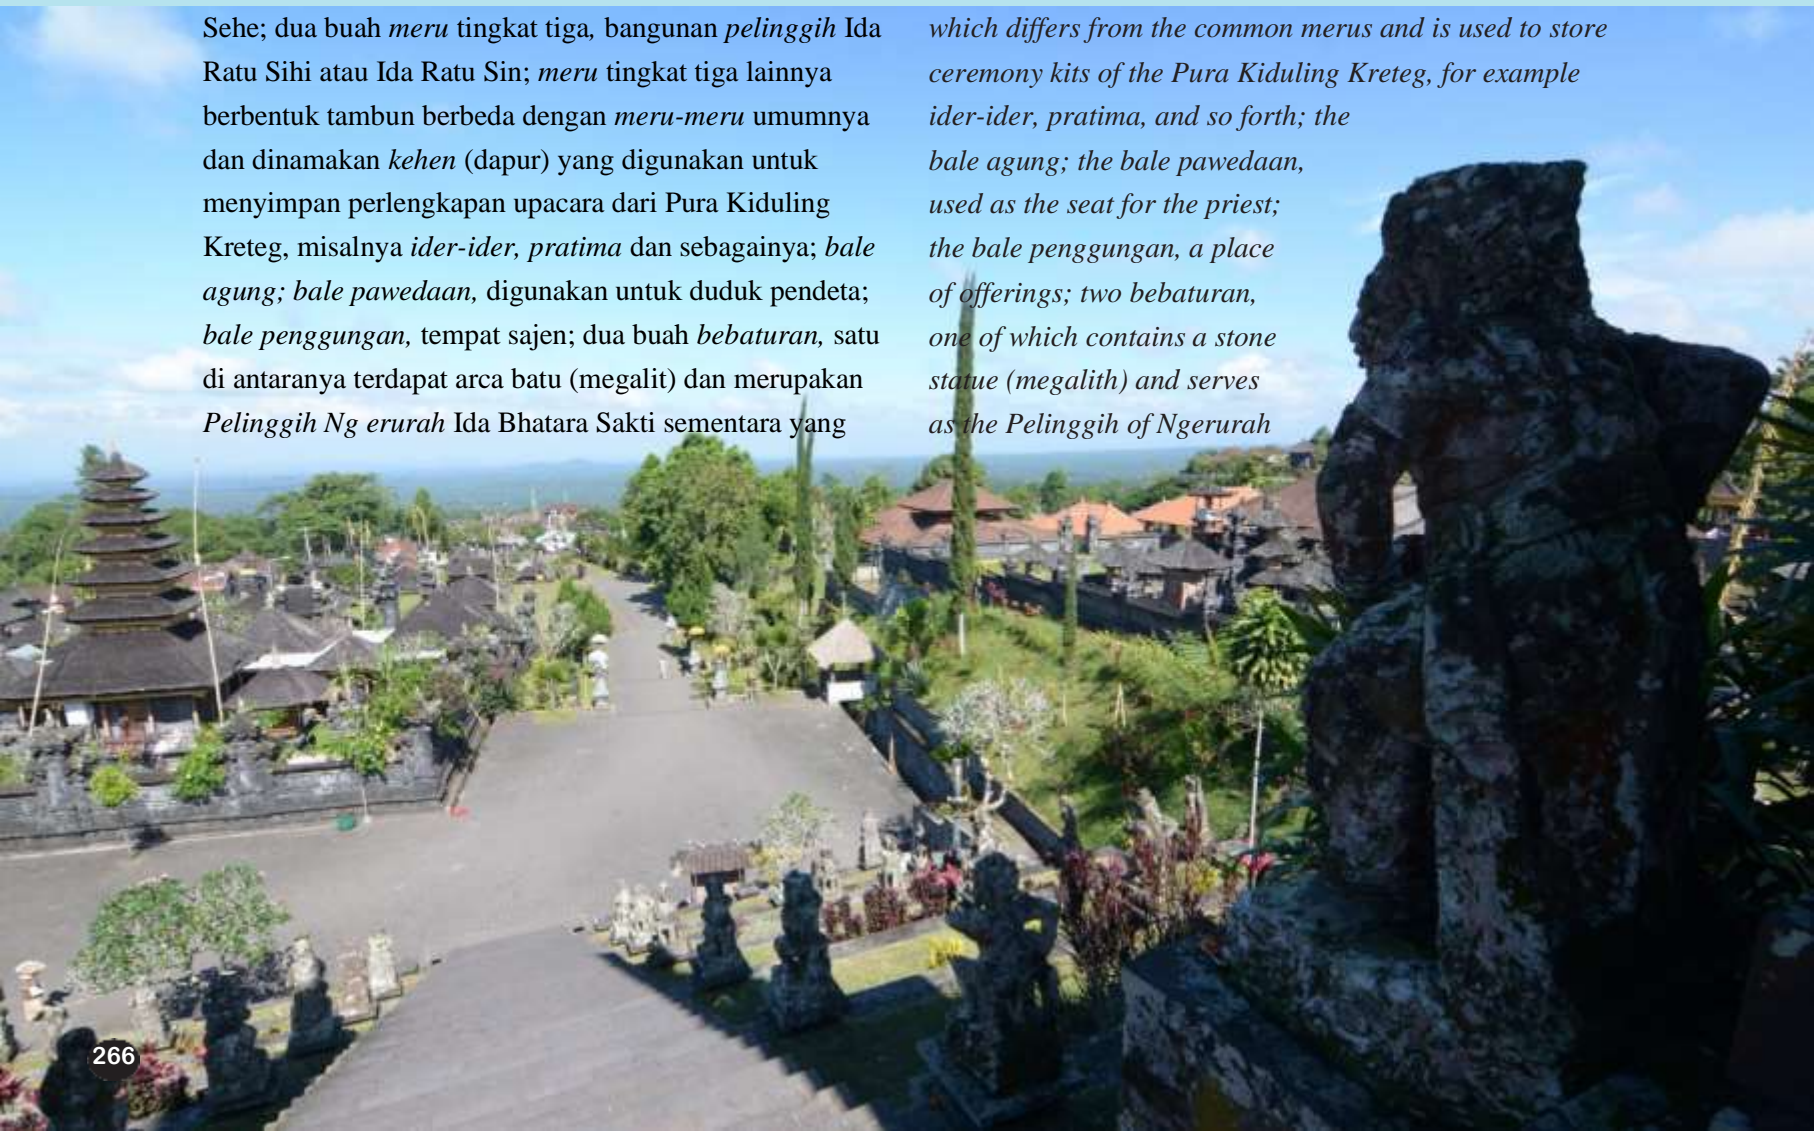 Sehe; dua buah meru tingkat tiga, bangunan pelinggih Ida
Ratu Sihi atau Ida Ratu Sin; meru tingkat tiga lainnya
berbentuk tambun berbeda dengan meru-meru umumnya
dan dinamakan kehen (dapur) yang digunakan untuk
menyimpan perlengkapan upacara dari Pura Kiduling
Kreteg, misalnya ider-ider, pratima dan sebagainya; bale
agung; bale pawedaan, digunakan untuk duduk pendeta;
bale penggungan, tempat sajen; dua buah bebaturan, satu
di antaranya terdapat arca batu (megalit) dan merupakan
Pelinggih Ng erurah Ida Bhatara Sakti sementara yang
which differs from the common merus and is used to store
ceremony kits of the Pura Kiduling Kreteg, for example
ider-ider, pratima, and so forth; the
bale agung; the bale pawedaan,
used as the seat for the priest;
the bale penggungan, a place
of offerings; two bebaturan,
one of which contains a stone
statue (megalith) and serves
as the Pelinggih of Ngerurah
266